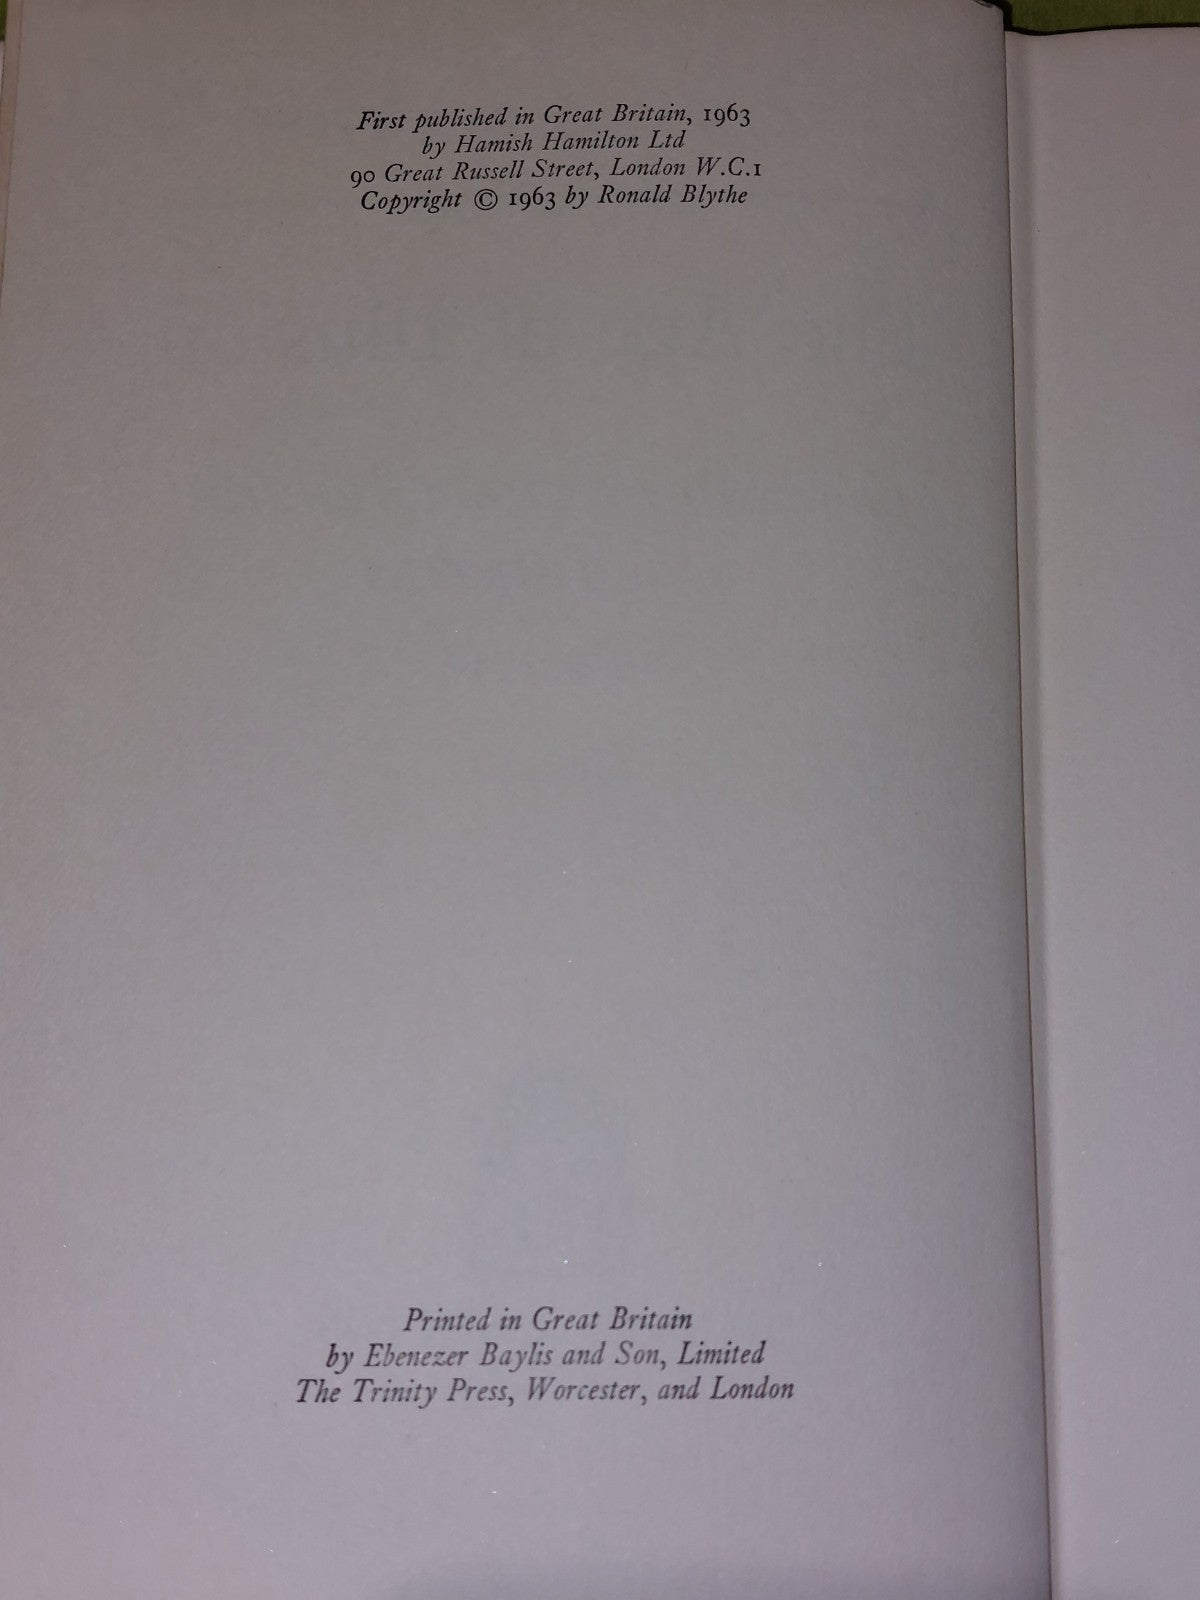 First published in Great Britain, 1963
by Hamish Hamilton Ltd
90 Great Russell Street, London W.C.1
Copyright © 1963 by Ronald Blythe
Printed in Great Britain
by Ebenezer Baylis and Son, Limited
The Trinity Press, Worcester, and London